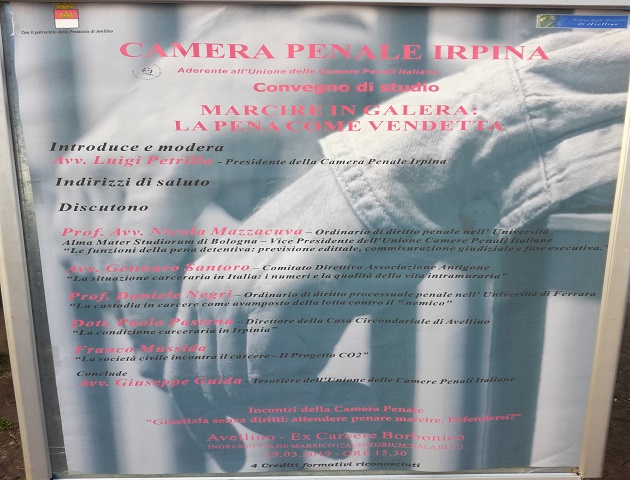 Con il patrocinio della Provincia di Avellino
di Avellino
CAMERA PENALE IRPINA
Aderente all'Unione delle Camere Penali Italiane
Convegno di studio
MARCIRE IN GALERA:
LA PENA COME VENDETTA
Introduce e modera
Avv. Luigi Petrillo - Presidente della Camera Penale Irpina
Indirizzi di saluto
Discutono
Prof. Avv. Nicola Mazzacuva – Ordinario di diritto penale nell' Università
Alma Mater Studiorum di Bologna – Vice Presidente dell'Unione Camere Penali Italiane
"Le funzioni della pena detentiva: previsione edittale, commisurazione giudiziale e fase esecutiva."
Avv. Gennaro Santoro – Comitato Direttivo Associazione Antigone
"La situazione carceraria in Italia: i numeri e la qualità della vita intramuraria"
Prof. Daniele Negri – Ordinario di diritto processuale penale nell' Università di Ferrara
"La custodia in carcere come avamposto della lotta contro il "nemico"
Dott. Paolo Pastena – Direttore della Casa Circondariale di Avellino
"La condizione carceraria in Irpinia"
Franco Mussida
"La società civile incontra il carcere - Il Progetto CO2"
Conclude
Avv. Giuseppe Guida - Tesoriere dell'Unione delle Camere Penali Italiane
Incontri della Camera Penale
"Giustizia senza diritti: attendere penare marcire. Difendersi?"
Avellino - Ex Carcere Borbonico
INGRESSO VIA DE MARSICO "AUDITORIUM" SALA BLU
29.03.2019 - ORE 15,30
4 Crediti formativi riconosciuti